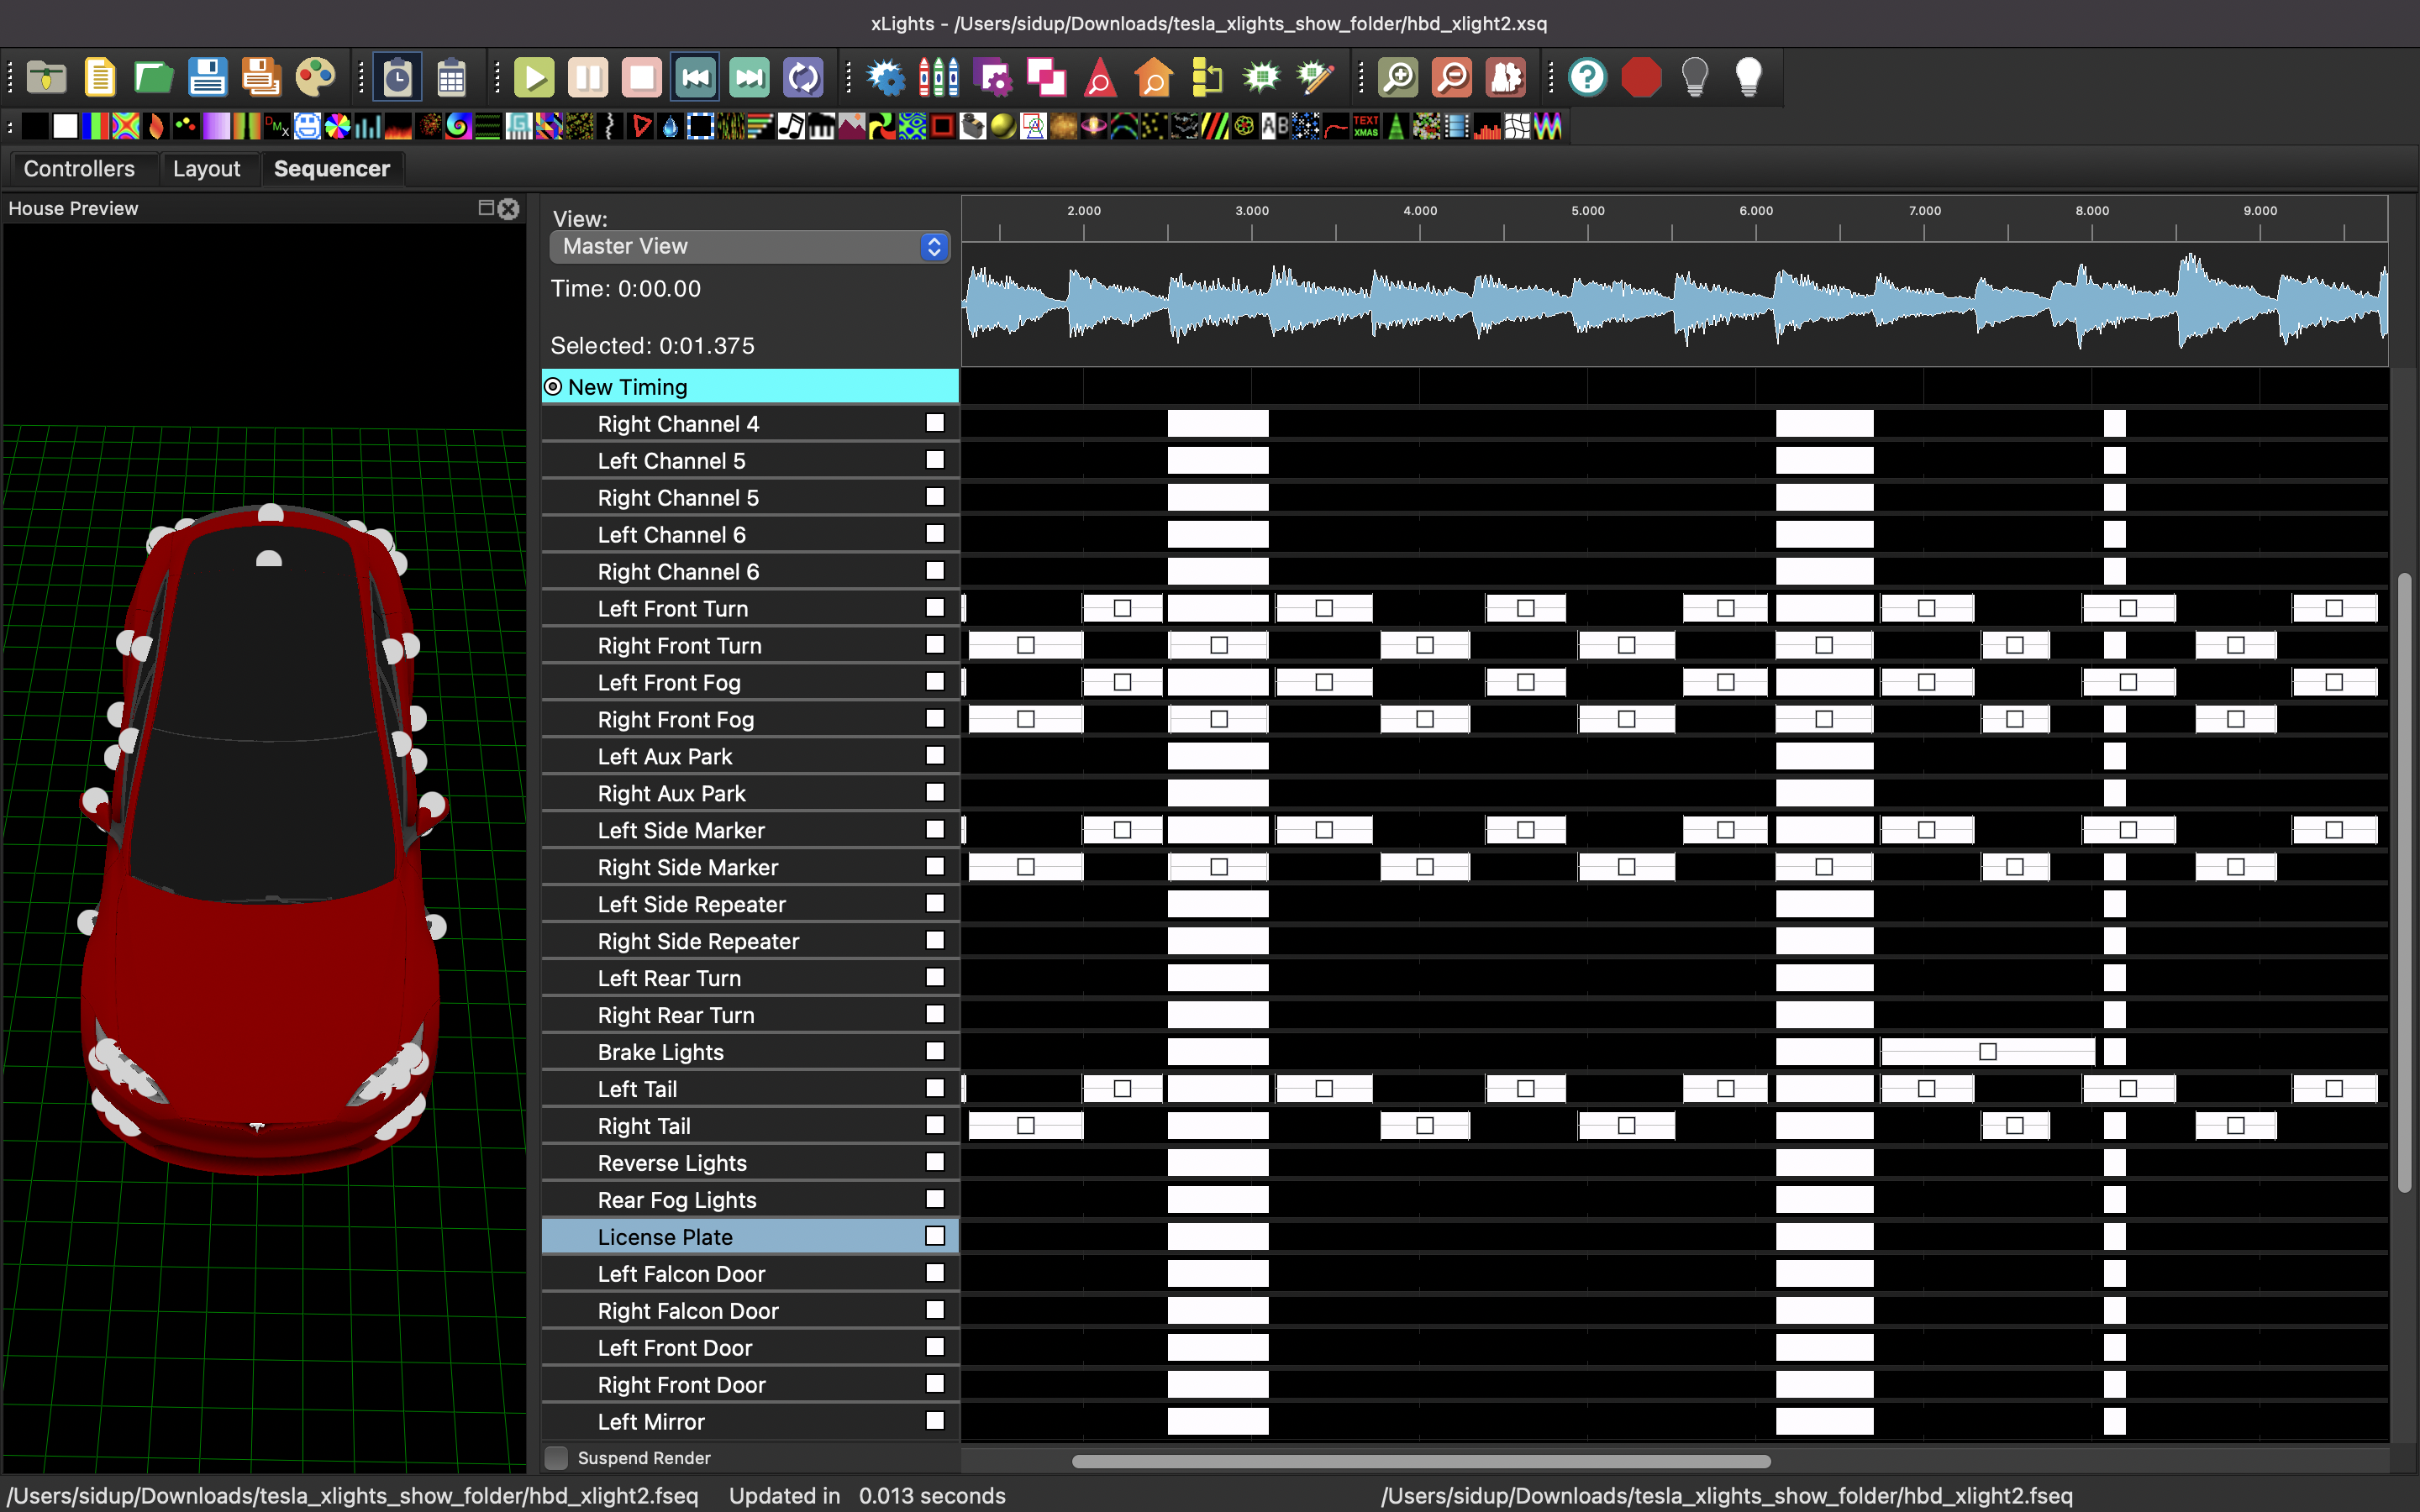 xLights - /Users/sidup/Downloads/tesla_xlights_show_folder/hbd_xlight2.xsq
DMX
AB
TEXT
XMAS
Controllers
Layout
Sequencer
House Preview
View:
Master View
Time: 0:00.00
Selected: 0:01.375
2.000 3.000 4.000 5.000 6.000 7.000 8.000 9.000
New Timing
Right Channel 4
Left Channel 5
Right Channel 5
Left Channel 6
Right Channel 6
Left Front Turn
Right Front Turn
Left Front Fog
Right Front Fog
Left Aux Park
Right Aux Park
Left Side Marker
Right Side Marker
Left Side Repeater
Right Side Repeater
Left Rear Turn
Right Rear Turn
Brake Lights
Left Tail
Right Tail
Reverse Lights
Rear Fog Lights
License Plate
Left Falcon Door
Right Falcon Door
Left Front Door
Right Front Door
Left Mirror
Suspend Render
/Users/sidup/Downloads/tesla_xlights_show_folder/hbd_xlight2.fseq Updated in 0.013 seconds
/Users/sidup/Downloads/tesla_xlights_show_folder/hbd_xlight2.fseq